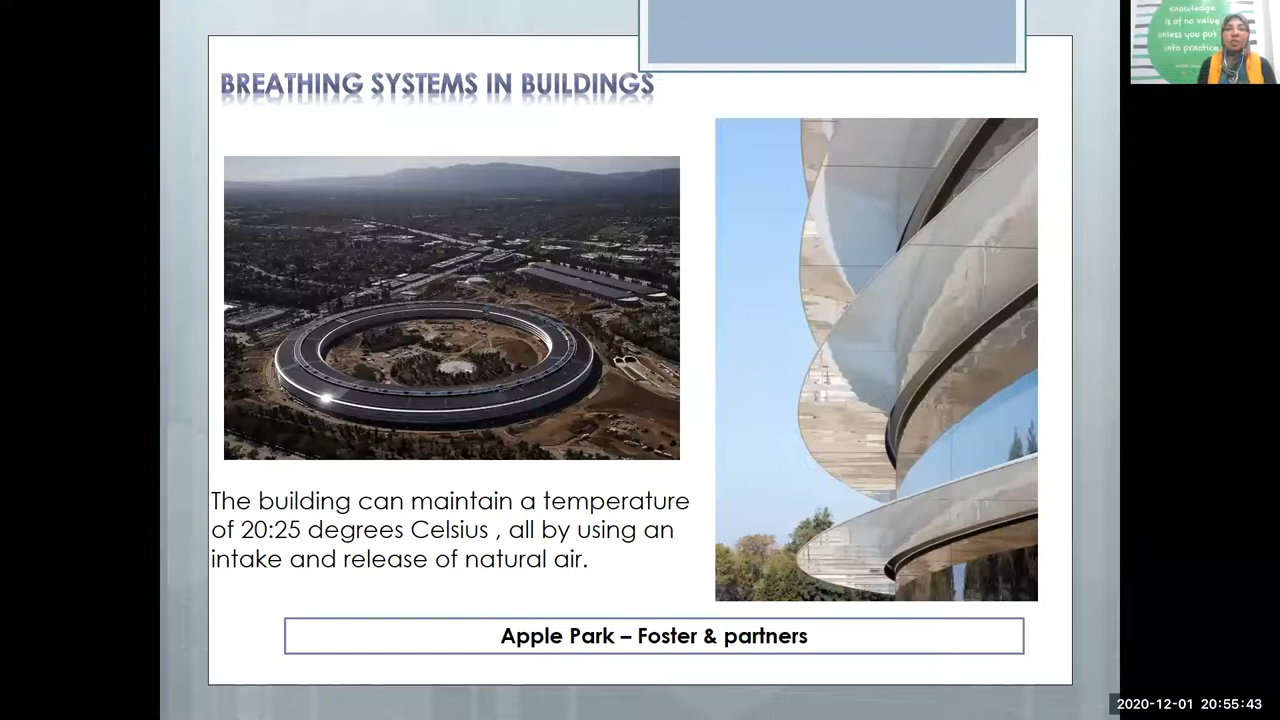 BREATHING SYSTEMS IN BUILDINGS
The building can maintain a temperature
of 20:25 degrees Celsius , all by using an
intake and release of natural air.
Apple Park – Foster & partners
Knowledge
is of no value
unless you put
into practice
2020-12-01 20:55:43